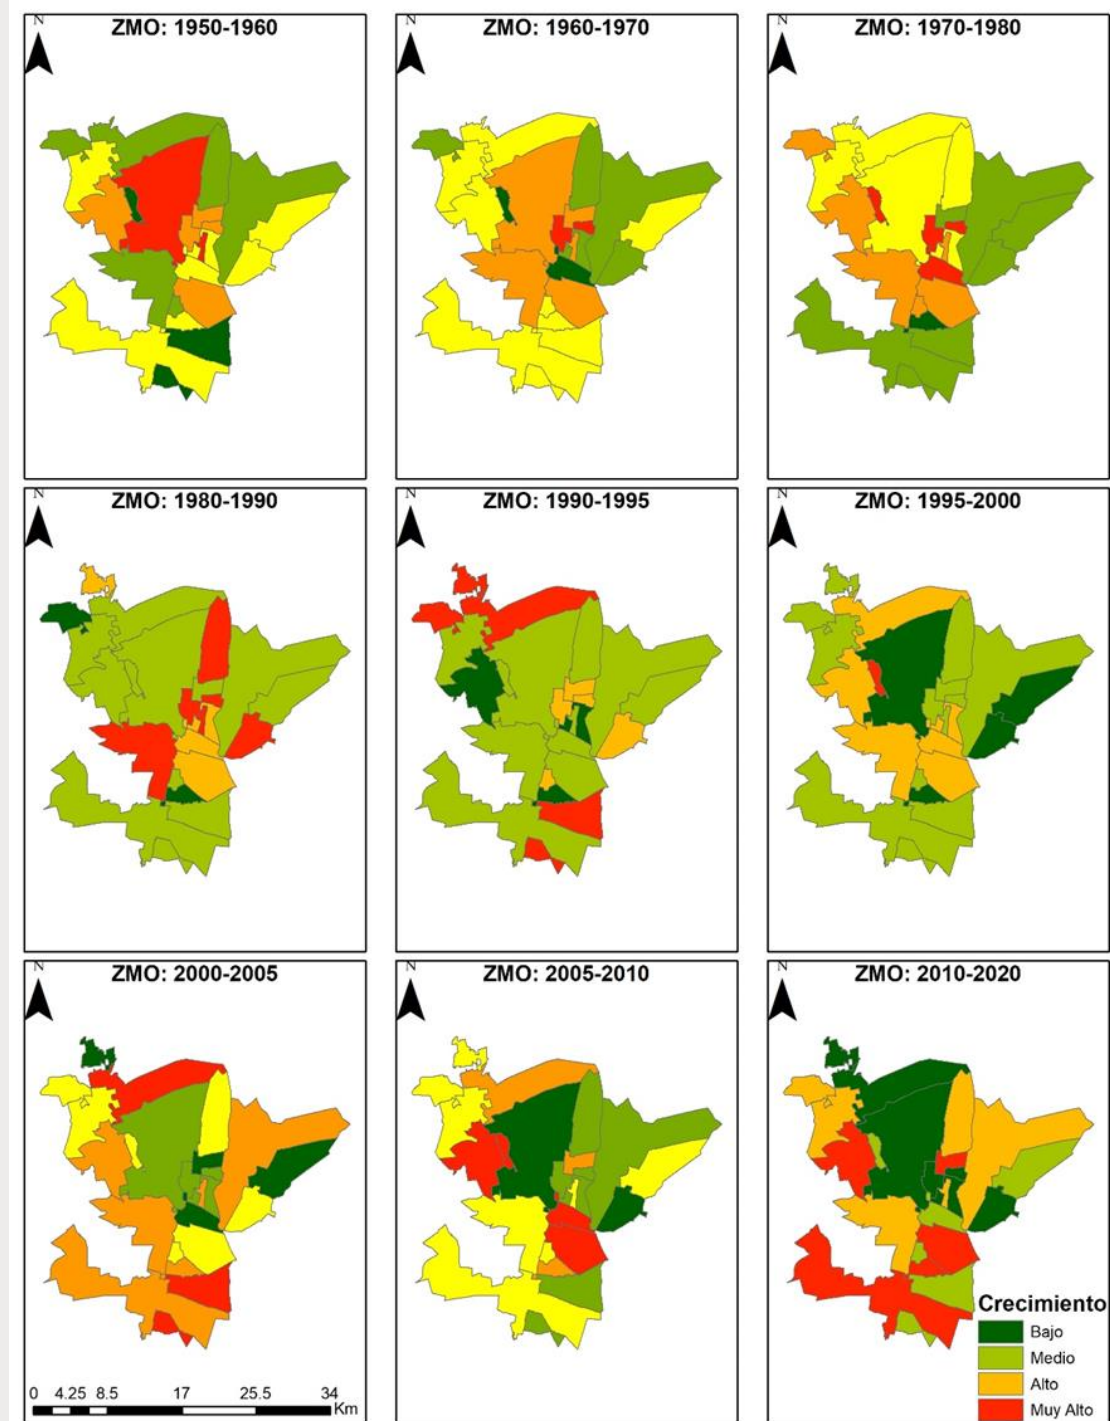 N
ZMO: 1950-1960
N
ZMO: 1960-1970
N
ZMO: 1970-1980
N
ZMO: 1980-1990
N
ZMO: 1990-1995
N
ZMO: 1995-2000
N
ZMO: 2000-2005
N
ZMO: 2005-2010
N
ZMO: 2010-2020
0 4.25 8.5 17 25.5 34
Km
Crecimiento
Bajo
Medio
Alto
Muy Alto